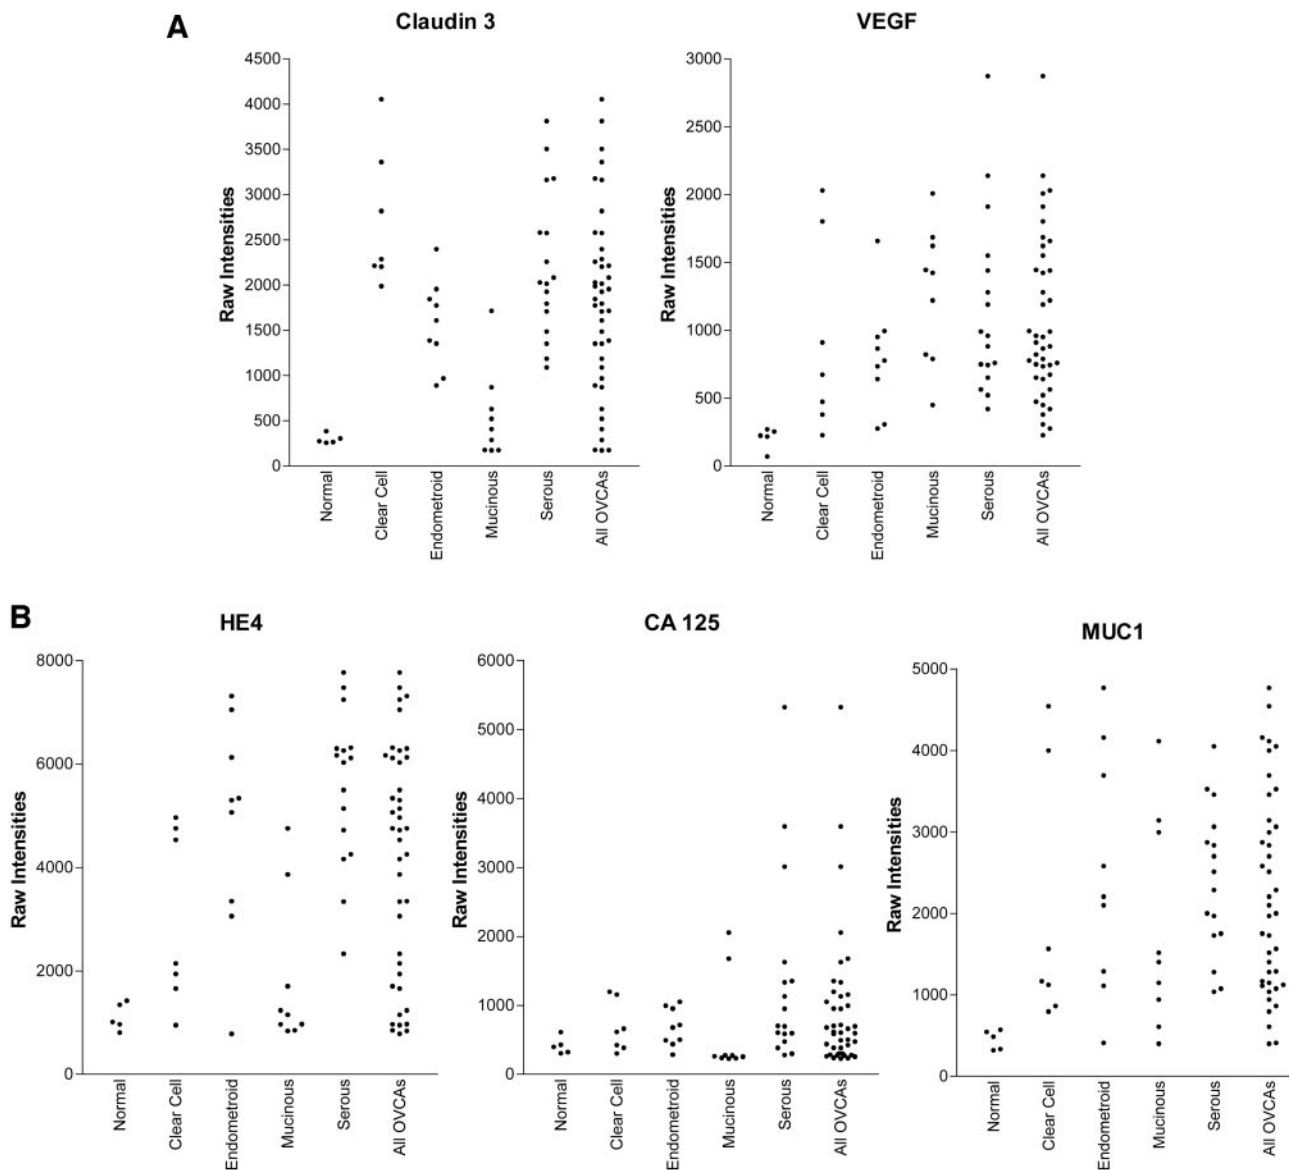 A
Claudin 3
VEGF
Raw Intensities
4500
4000
3500
3000
2500
2000
1500
1000
500
0
Normal
Clear Cell
Endometroid
Mucinous
Serous
All OVCAs
Raw Intensities
3000
2500
2000
1500
1000
500
0
Normal
Clear Cell
Endometroid
Mucinous
Serous
All OVCAs
B
HE4
CA 125
MUC1
Raw Intensities
8000
6000
4000
2000
0
Normal
Clear Cell
Endometroid
Mucinous
Serous
All OVCAs
Raw Intensities
6000
5000
4000
3000
2000
1000
0
Normal
Clear Cell
Endometroid
Mucinous
Serous
All OVCAs
Raw Intensities
5000
4000
3000
2000
1000
0
Normal
Clear Cell
Endometroid
Mucinous
Serous
All OVCAs